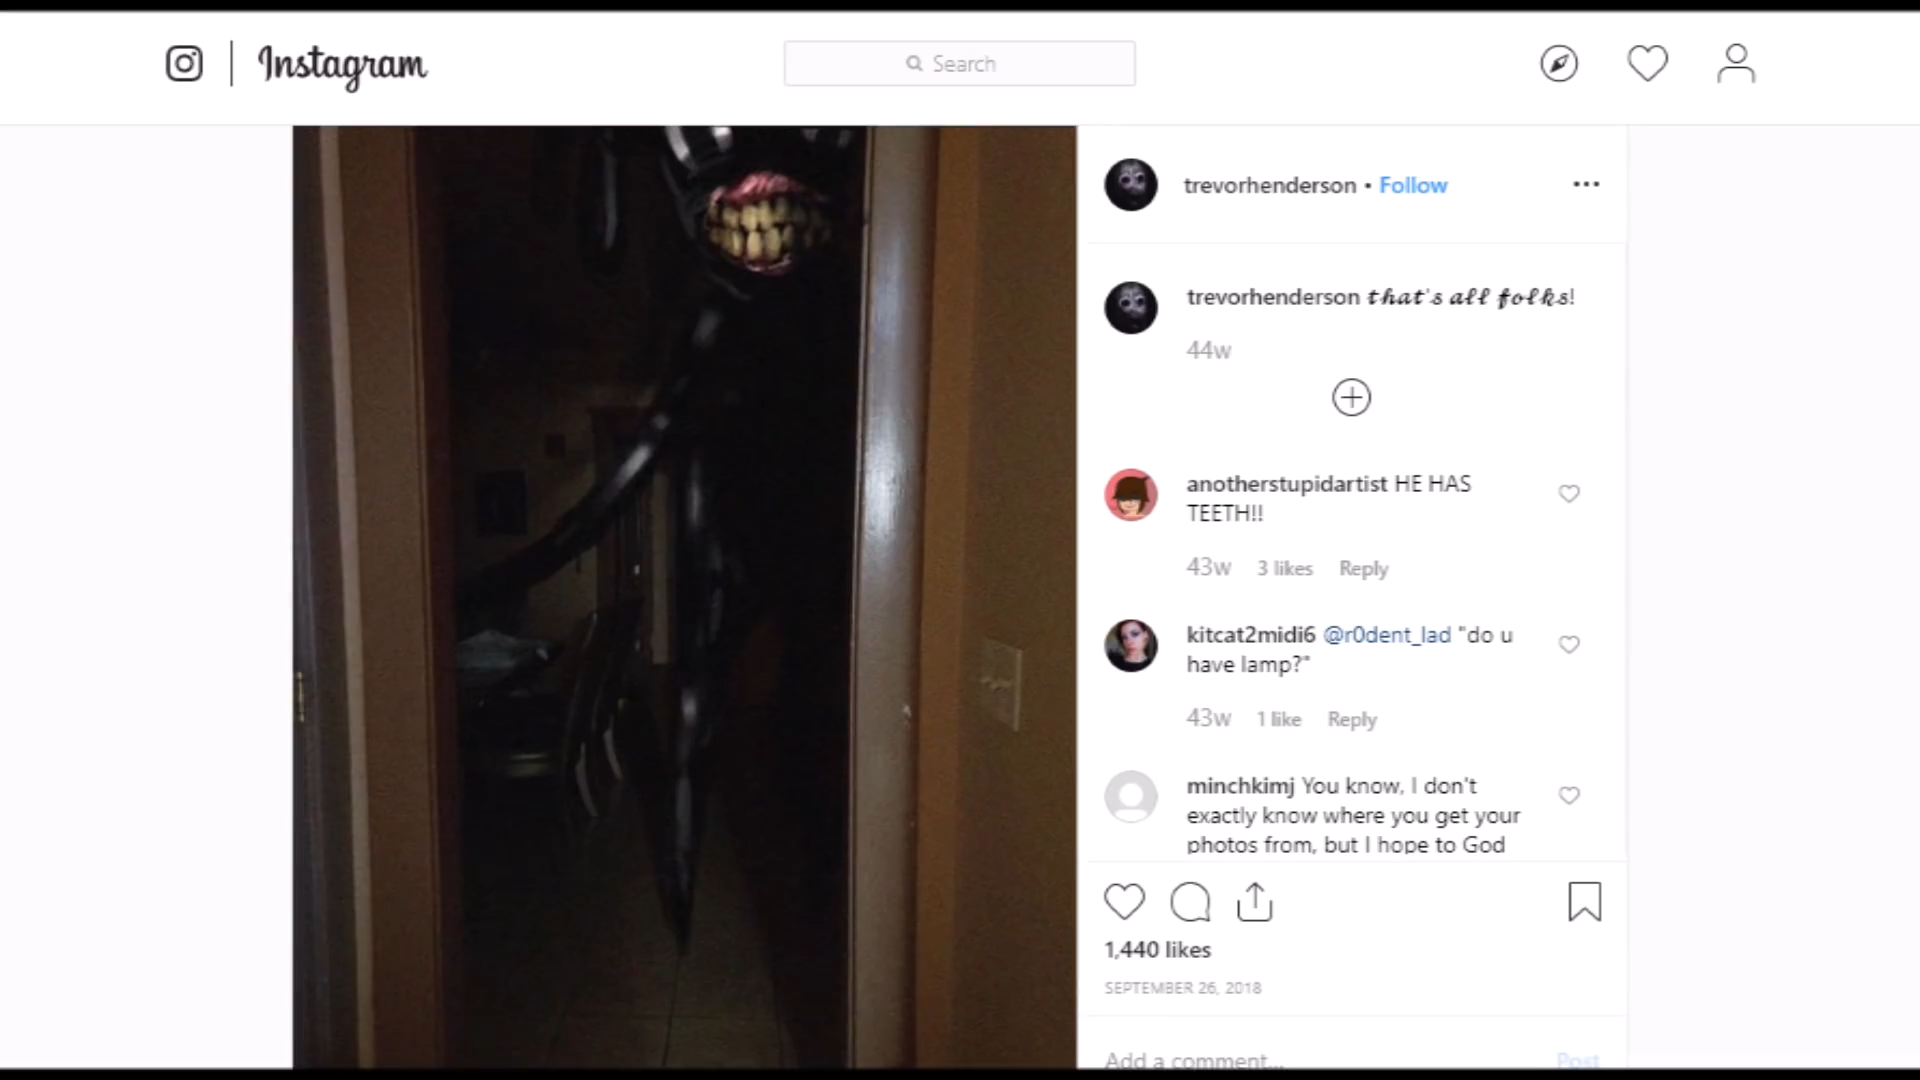 Instagram
Search
trevorhenderson • Follow
trevorhenderson that's all folks!
44w
anotherstupidartist HE HAS
TEETH!!
43w 3 likes Reply
kitcat2midi6 @r0dent_lad "do u
have lamp?"
43w 1 like Reply
minchkimj You know, I don't
exactly know where you get your
photos from, but I hope to God
1,440 likes
SEPTEMBER 26, 2018
Add a comment... Post